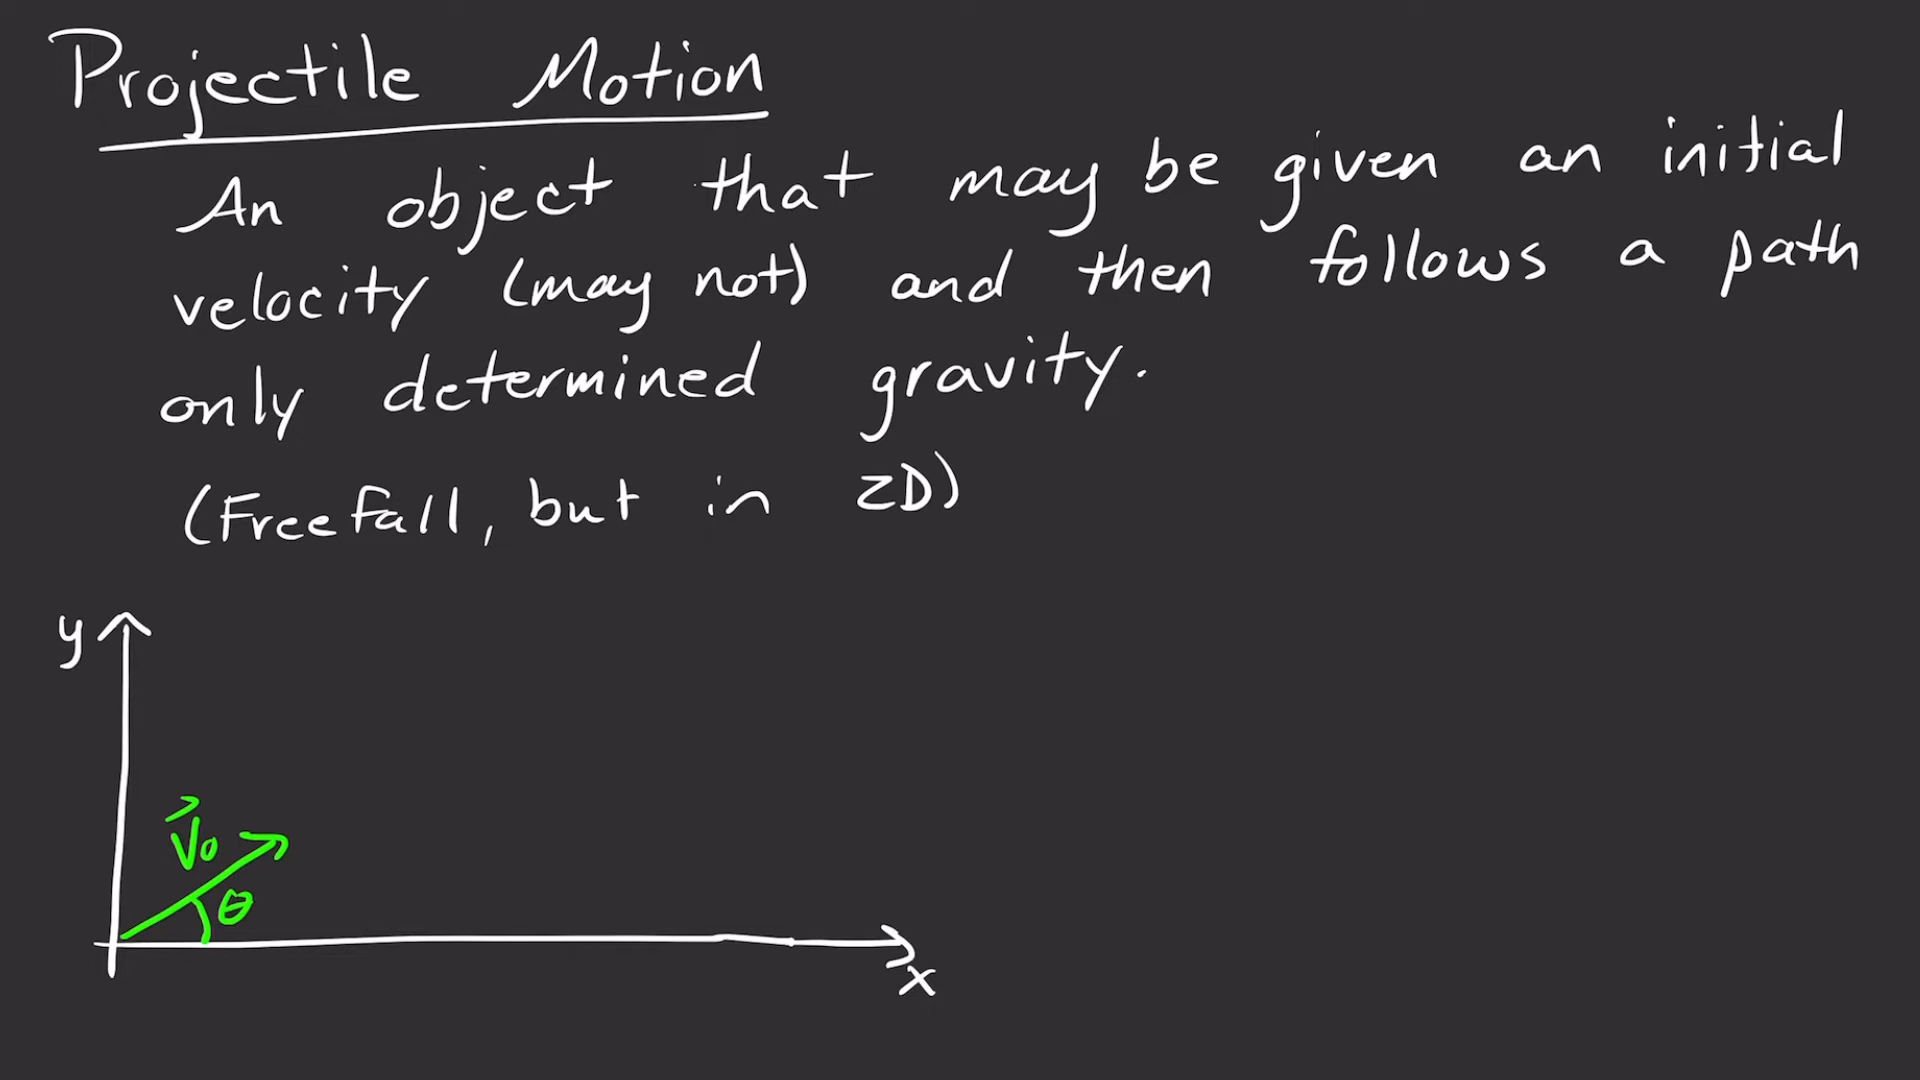 Projectile Motion
An object that may be given an initial
velocity (may not) and then follows a path
only determined gravity.
(Freefall, but in 2D)
y
v⃗₀
θ
x